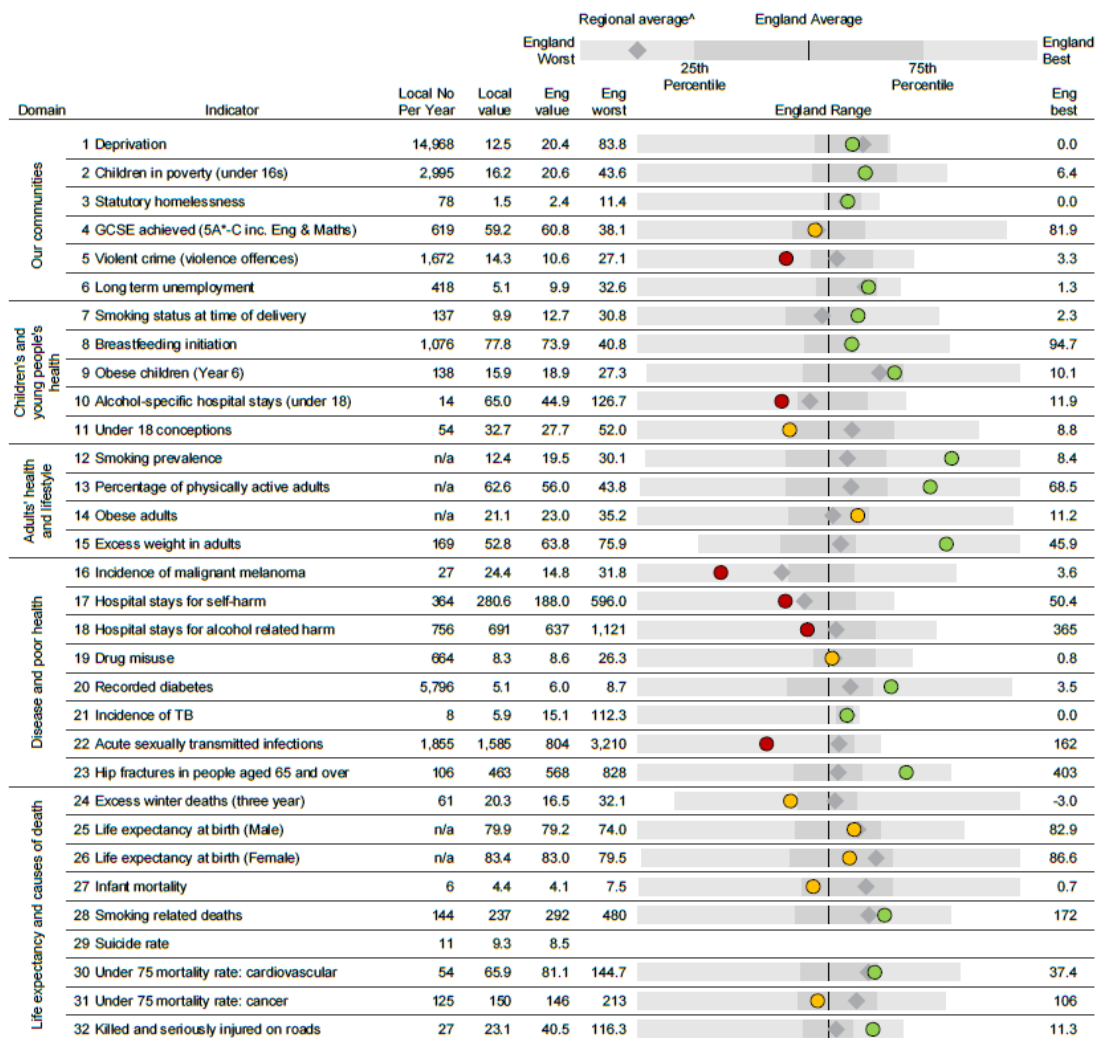 Regional average^ England Average
England Worst England Best
25th Percentile 75th Percentile
Domain Indicator Local No Per Year Local value Eng value Eng worst England Range Eng best
Our communities
1 Deprivation 14,968 12.5 20.4 83.8 0.0
2 Children in poverty (under 16s) 2,995 16.2 20.6 43.6 6.4
3 Statutory homelessness 78 1.5 2.4 11.4 0.0
4 GCSE achieved (5A*-C inc. Eng & Maths) 619 59.2 60.8 38.1 81.9
5 Violent crime (violence offences) 1,672 14.3 10.6 27.1 3.3
6 Long term unemployment 418 5.1 9.9 32.6 1.3
Children's and young people's health
7 Smoking status at time of delivery 137 9.9 12.7 30.8 2.3
8 Breastfeeding initiation 1,076 77.8 73.9 40.8 94.7
9 Obese children (Year 6) 138 15.9 18.9 27.3 10.1
10 Alcohol-specific hospital stays (under 18) 14 65.0 44.9 126.7 11.9
11 Under 18 conceptions 54 32.7 27.7 52.0 8.8
Adults' health and lifestyle
12 Smoking prevalence n/a 12.4 19.5 30.1 8.4
13 Percentage of physically active adults n/a 62.6 56.0 43.8 68.5
14 Obese adults n/a 21.1 23.0 35.2 11.2
15 Excess weight in adults 169 52.8 63.8 75.9 45.9
Disease and poor health
16 Incidence of malignant melanoma 27 24.4 14.8 31.8 3.6
17 Hospital stays for self-harm 364 280.6 188.0 596.0 50.4
18 Hospital stays for alcohol related harm 756 691 637 1,121 365
19 Drug misuse 664 8.3 8.6 26.3 0.8
20 Recorded diabetes 5,796 5.1 6.0 8.7 3.5
21 Incidence of TB 8 5.9 15.1 112.3 0.0
22 Acute sexually transmitted infections 1,855 1,585 804 3,210 162
23 Hip fractures in people aged 65 and over 106 463 568 828 403
Life expectancy and causes of death
24 Excess winter deaths (three year) 61 20.3 16.5 32.1 -3.0
25 Life expectancy at birth (Male) n/a 79.9 79.2 74.0 82.9
26 Life expectancy at birth (Female) n/a 83.4 83.0 79.5 86.6
27 Infant mortality 6 4.4 4.1 7.5 0.7
28 Smoking related deaths 144 237 292 480 172
29 Suicide rate 11 9.3 8.5
30 Under 75 mortality rate: cardiovascular 54 65.9 81.1 144.7 37.4
31 Under 75 mortality rate: cancer 125 150 146 213 106
32 Killed and seriously injured on roads 27 23.1 40.5 116.3 11.3